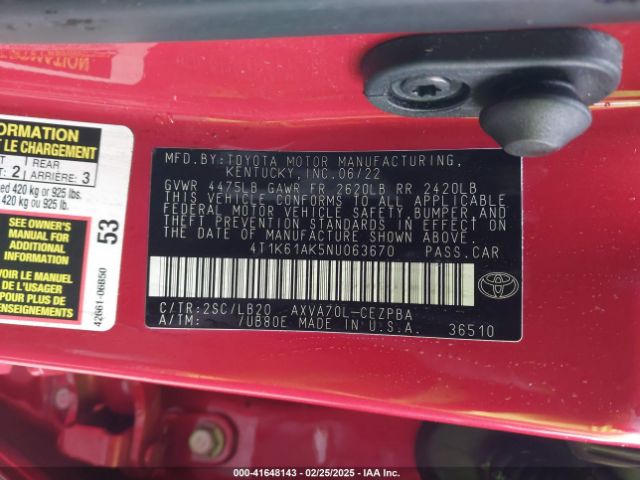 ORMATION
T LE CHARGEMENT
NT 2 REAR ARRIÈRE 3
ed 420 kg or 925 lbs.
420 kg ou 925 lb.
SEE OWNER'S
MANUAL FOR
ADDITIONAL
INFORMATION
VOIR LE MANUEL
DE L'USAGER
POUR PLUS DE
RENSEIGNEMENTS
53
42661-06B50
MFD.BY:TOYOTA MOTOR MANUFACTURING,
KENTUCKY, INC.06/22
GVWR 4475LB GAWR FR 2620LB RR 2420LB
THIS VEHICLE CONFORMS TO ALL APPLICABLE
FEDERAL MOTOR VEHICLE SAFETY,BUMPER,AND
THEFT PREVENTION STANDARDS IN EFFECT ON
THE DATE OF MANUFACTURE SHOWN ABOVE.
4T1K61AK5NU063670 PASS.CAR
C/TR:2SC/LB20 AXVA70L-CEZPBA
A/TM: /UB80E MADE IN U.S.A. 36510
000-41648143 - 02/25/2025 - IAA Inc.